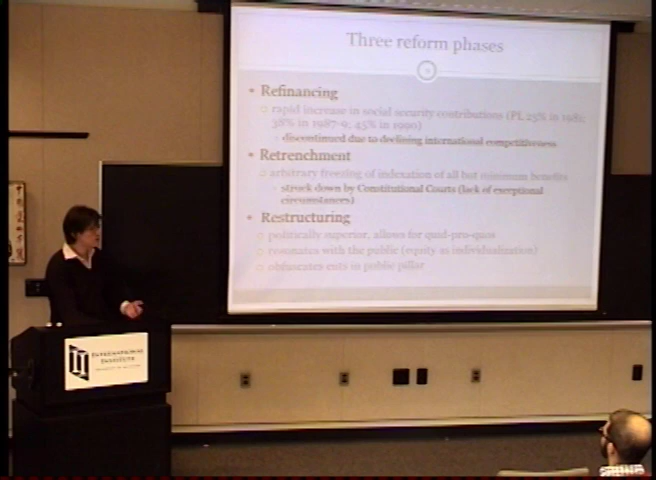 Three reform phases
Refinancing
rapid increase in social security contributions (PL 25% in 1981;
38% in 1987-9, 45% in 1990)
discontinued due to declining international competitiveness
Retrenchment
arbitrary freezing of indexation of all but minimum benefits
struck down by Constitutional Courts (lack of exceptional
circumstances)
Restructuring
politically superior, allows for quid-pro-quos
resonates with the public (equity as individualization)
obfuscates cuts in public pillar
INTERNATIONAL
INSTITUTE